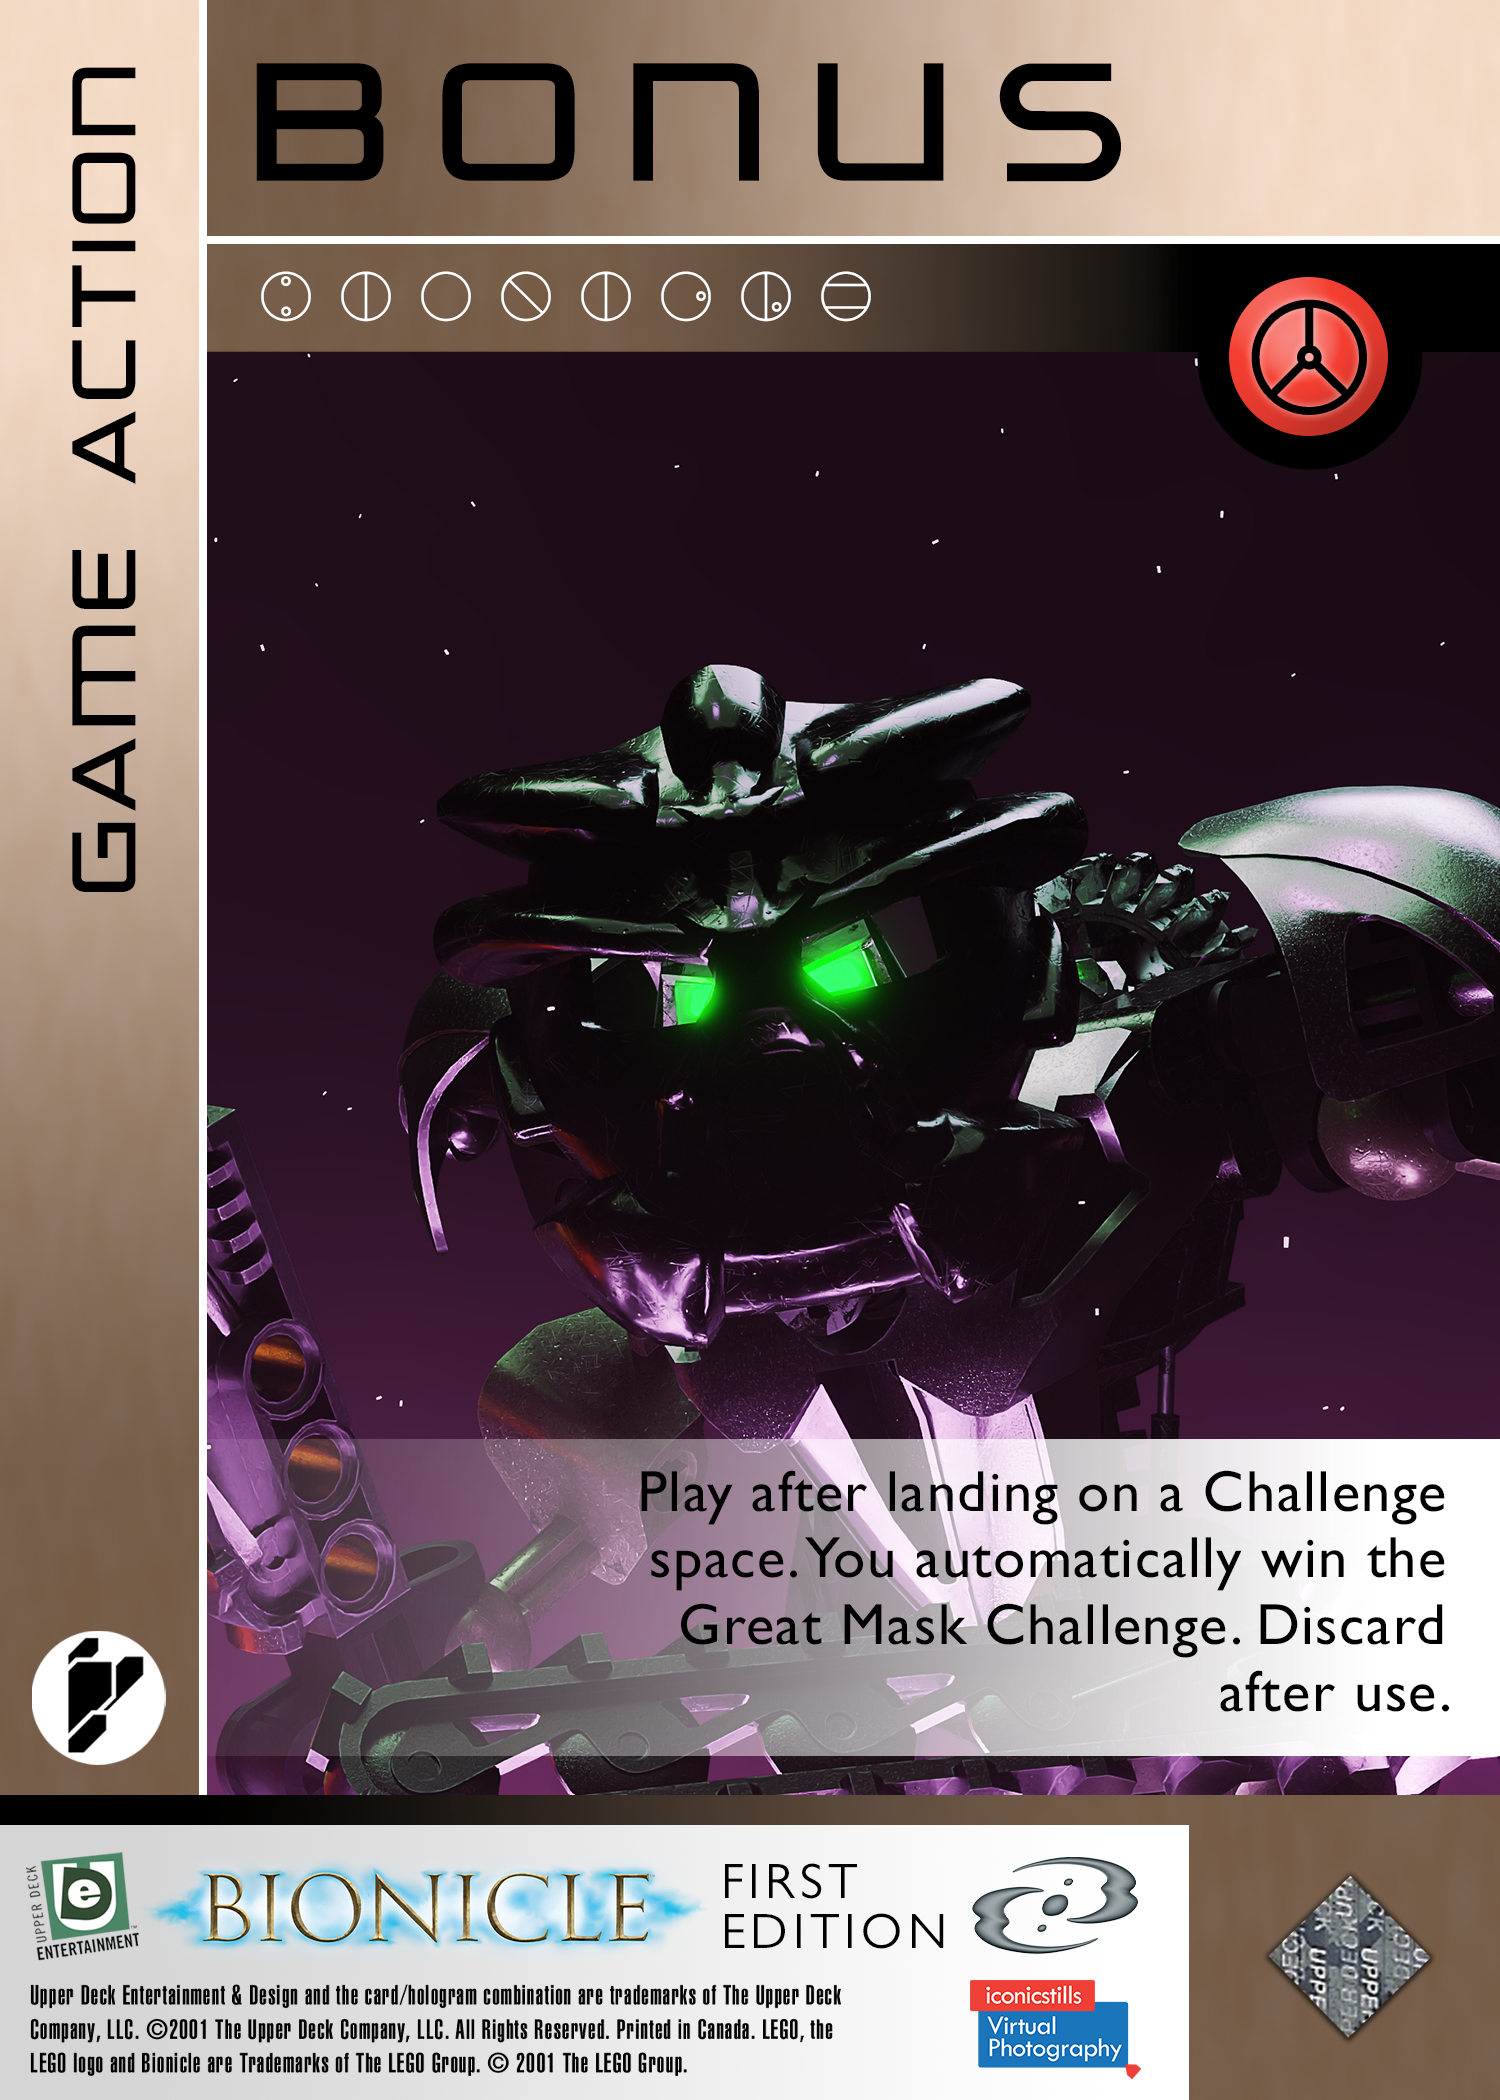 BONUS
GAME ACTION
Play after landing on a Challenge
space. You automatically win the
Great Mask Challenge. Discard
after use.
UPPER DECK
e
ENTERTAINMENT
BIONICLE
FIRST
EDITION
iconicstills
Virtual
Photography
Upper Deck Entertainment & Design and the card/hologram combination are trademarks of The Upper Deck
Company, LLC. ©2001 The Upper Deck Company, LLC. All Rights Reserved. Printed in Canada. LEGO, the
LEGO logo and Bionicle are Trademarks of The LEGO Group. © 2001 The LEGO Group.